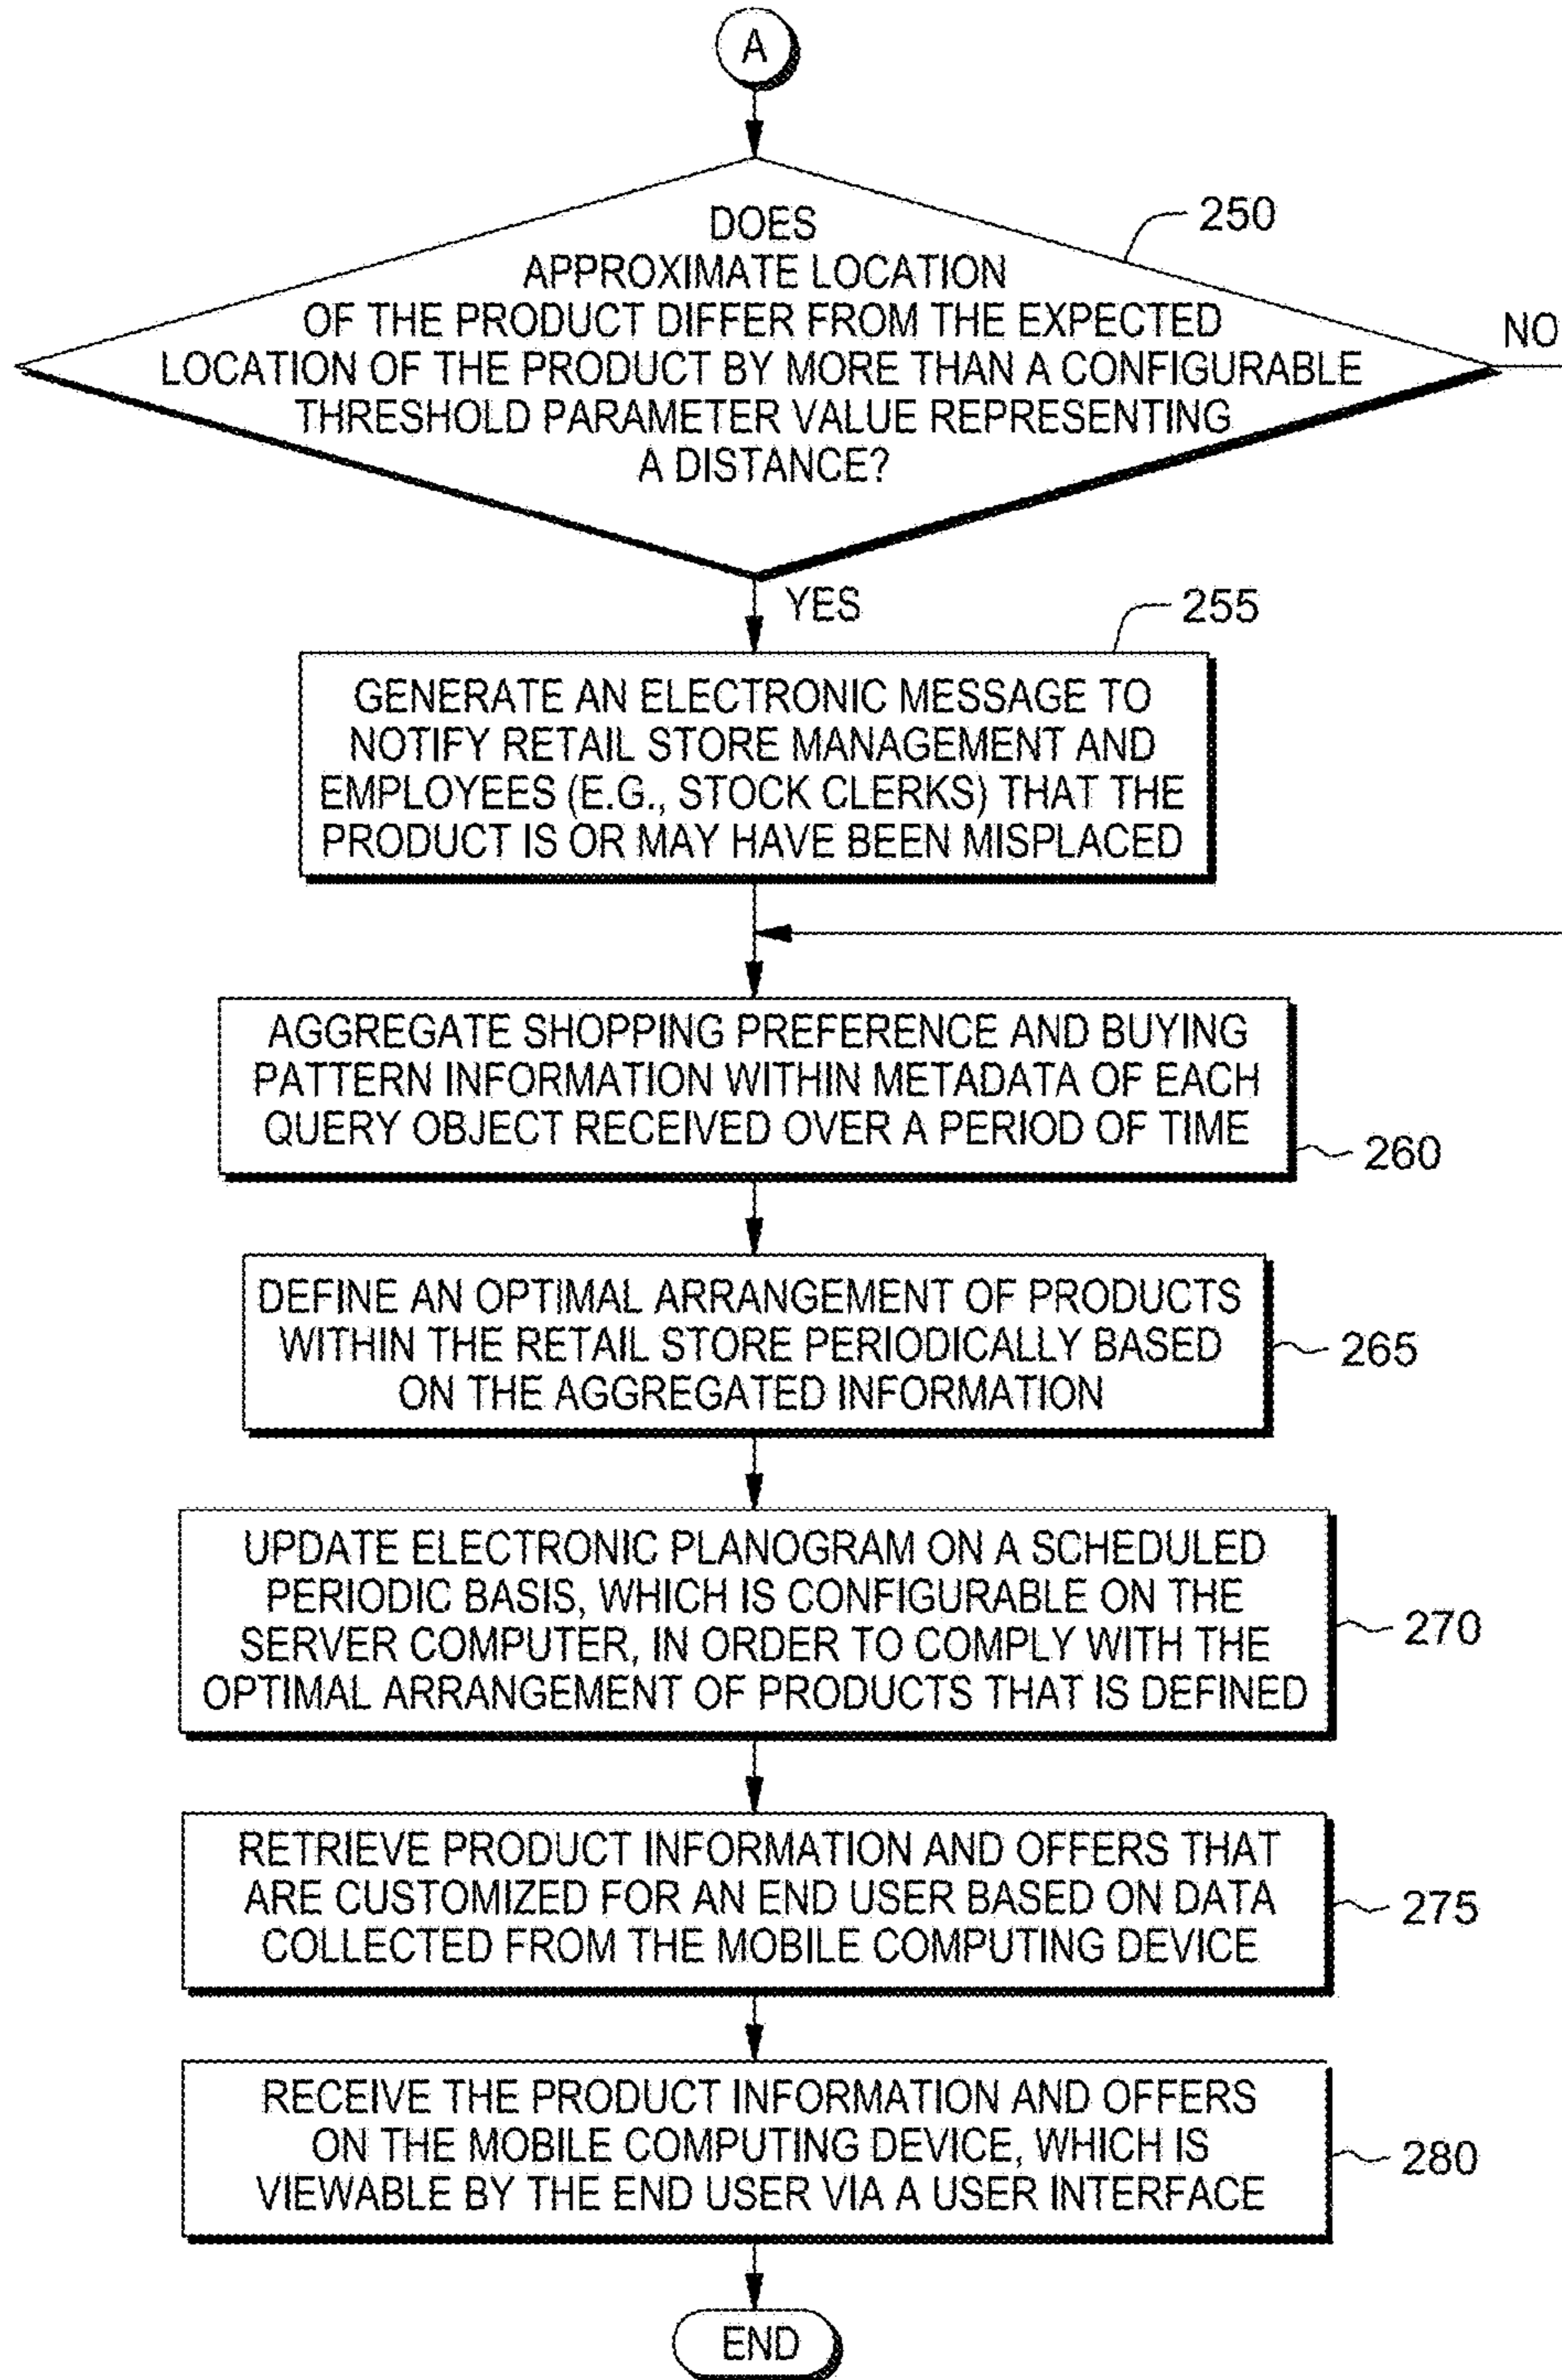 A
DOES
APPROXIMATE LOCATION
OF THE PRODUCT DIFFER FROM THE EXPECTED
LOCATION OF THE PRODUCT BY MORE THAN A CONFIGURABLE
THRESHOLD PARAMETER VALUE REPRESENTING
A DISTANCE?
250
NO
YES
255
GENERATE AN ELECTRONIC MESSAGE TO
NOTIFY RETAIL STORE MANAGEMENT AND
EMPLOYEES (E.G., STOCK CLERKS) THAT THE
PRODUCT IS OR MAY HAVE BEEN MISPLACED
AGGREGATE SHOPPING PREFERENCE AND BUYING
PATTERN INFORMATION WITHIN METADATA OF EACH
QUERY OBJECT RECEIVED OVER A PERIOD OF TIME
260
DEFINE AN OPTIMAL ARRANGEMENT OF PRODUCTS
WITHIN THE RETAIL STORE PERIODICALLY BASED
ON THE AGGREGATED INFORMATION
265
UPDATE ELECTRONIC PLANOGRAM ON A SCHEDULED
PERIODIC BASIS, WHICH IS CONFIGURABLE ON THE
SERVER COMPUTER, IN ORDER TO COMPLY WITH THE
OPTIMAL ARRANGEMENT OF PRODUCTS THAT IS DEFINED
270
RETRIEVE PRODUCT INFORMATION AND OFFERS THAT
ARE CUSTOMIZED FOR AN END USER BASED ON DATA
COLLECTED FROM THE MOBILE COMPUTING DEVICE
275
RECEIVE THE PRODUCT INFORMATION AND OFFERS
ON THE MOBILE COMPUTING DEVICE, WHICH IS
VIEWABLE BY THE END USER VIA A USER INTERFACE
280
END